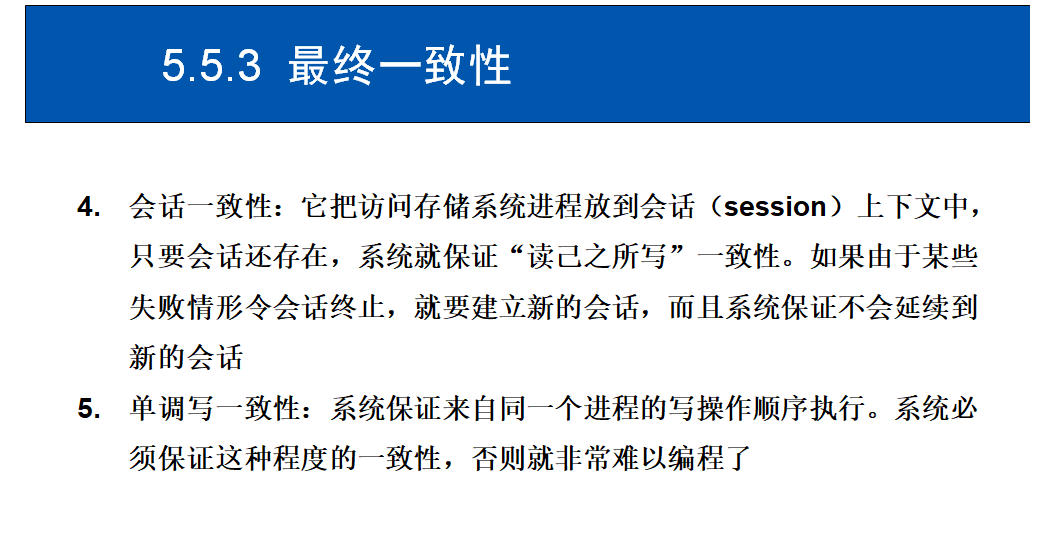 5.5.3 最终一致性
4. 会话一致性：它把访问存储系统进程放到会话（session）上下文中，
只要会话还存在，系统就保证“读己之所写”一致性。如果由于某些
失败情形令会话终止，就要建立新的会话，而且系统保证不会延续到
新的会话
5. 单调写一致性：系统保证来自同一个进程的写操作顺序执行。系统必
须保证这种程度的一致性，否则就非常难以编程了